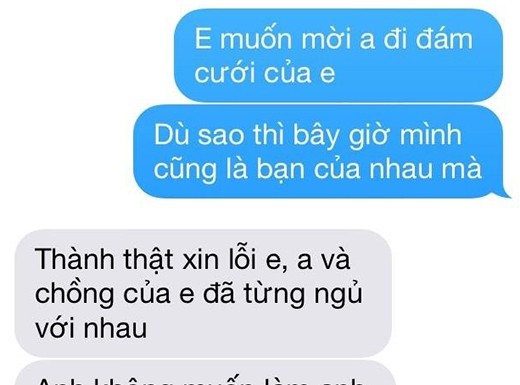 E muốn mời a đi đám
cưới của e
Dù sao thì bây giờ mình
cũng là bạn của nhau mà
Thành thật xin lỗi e, a và
chồng của e đã từng ngủ
với nhau